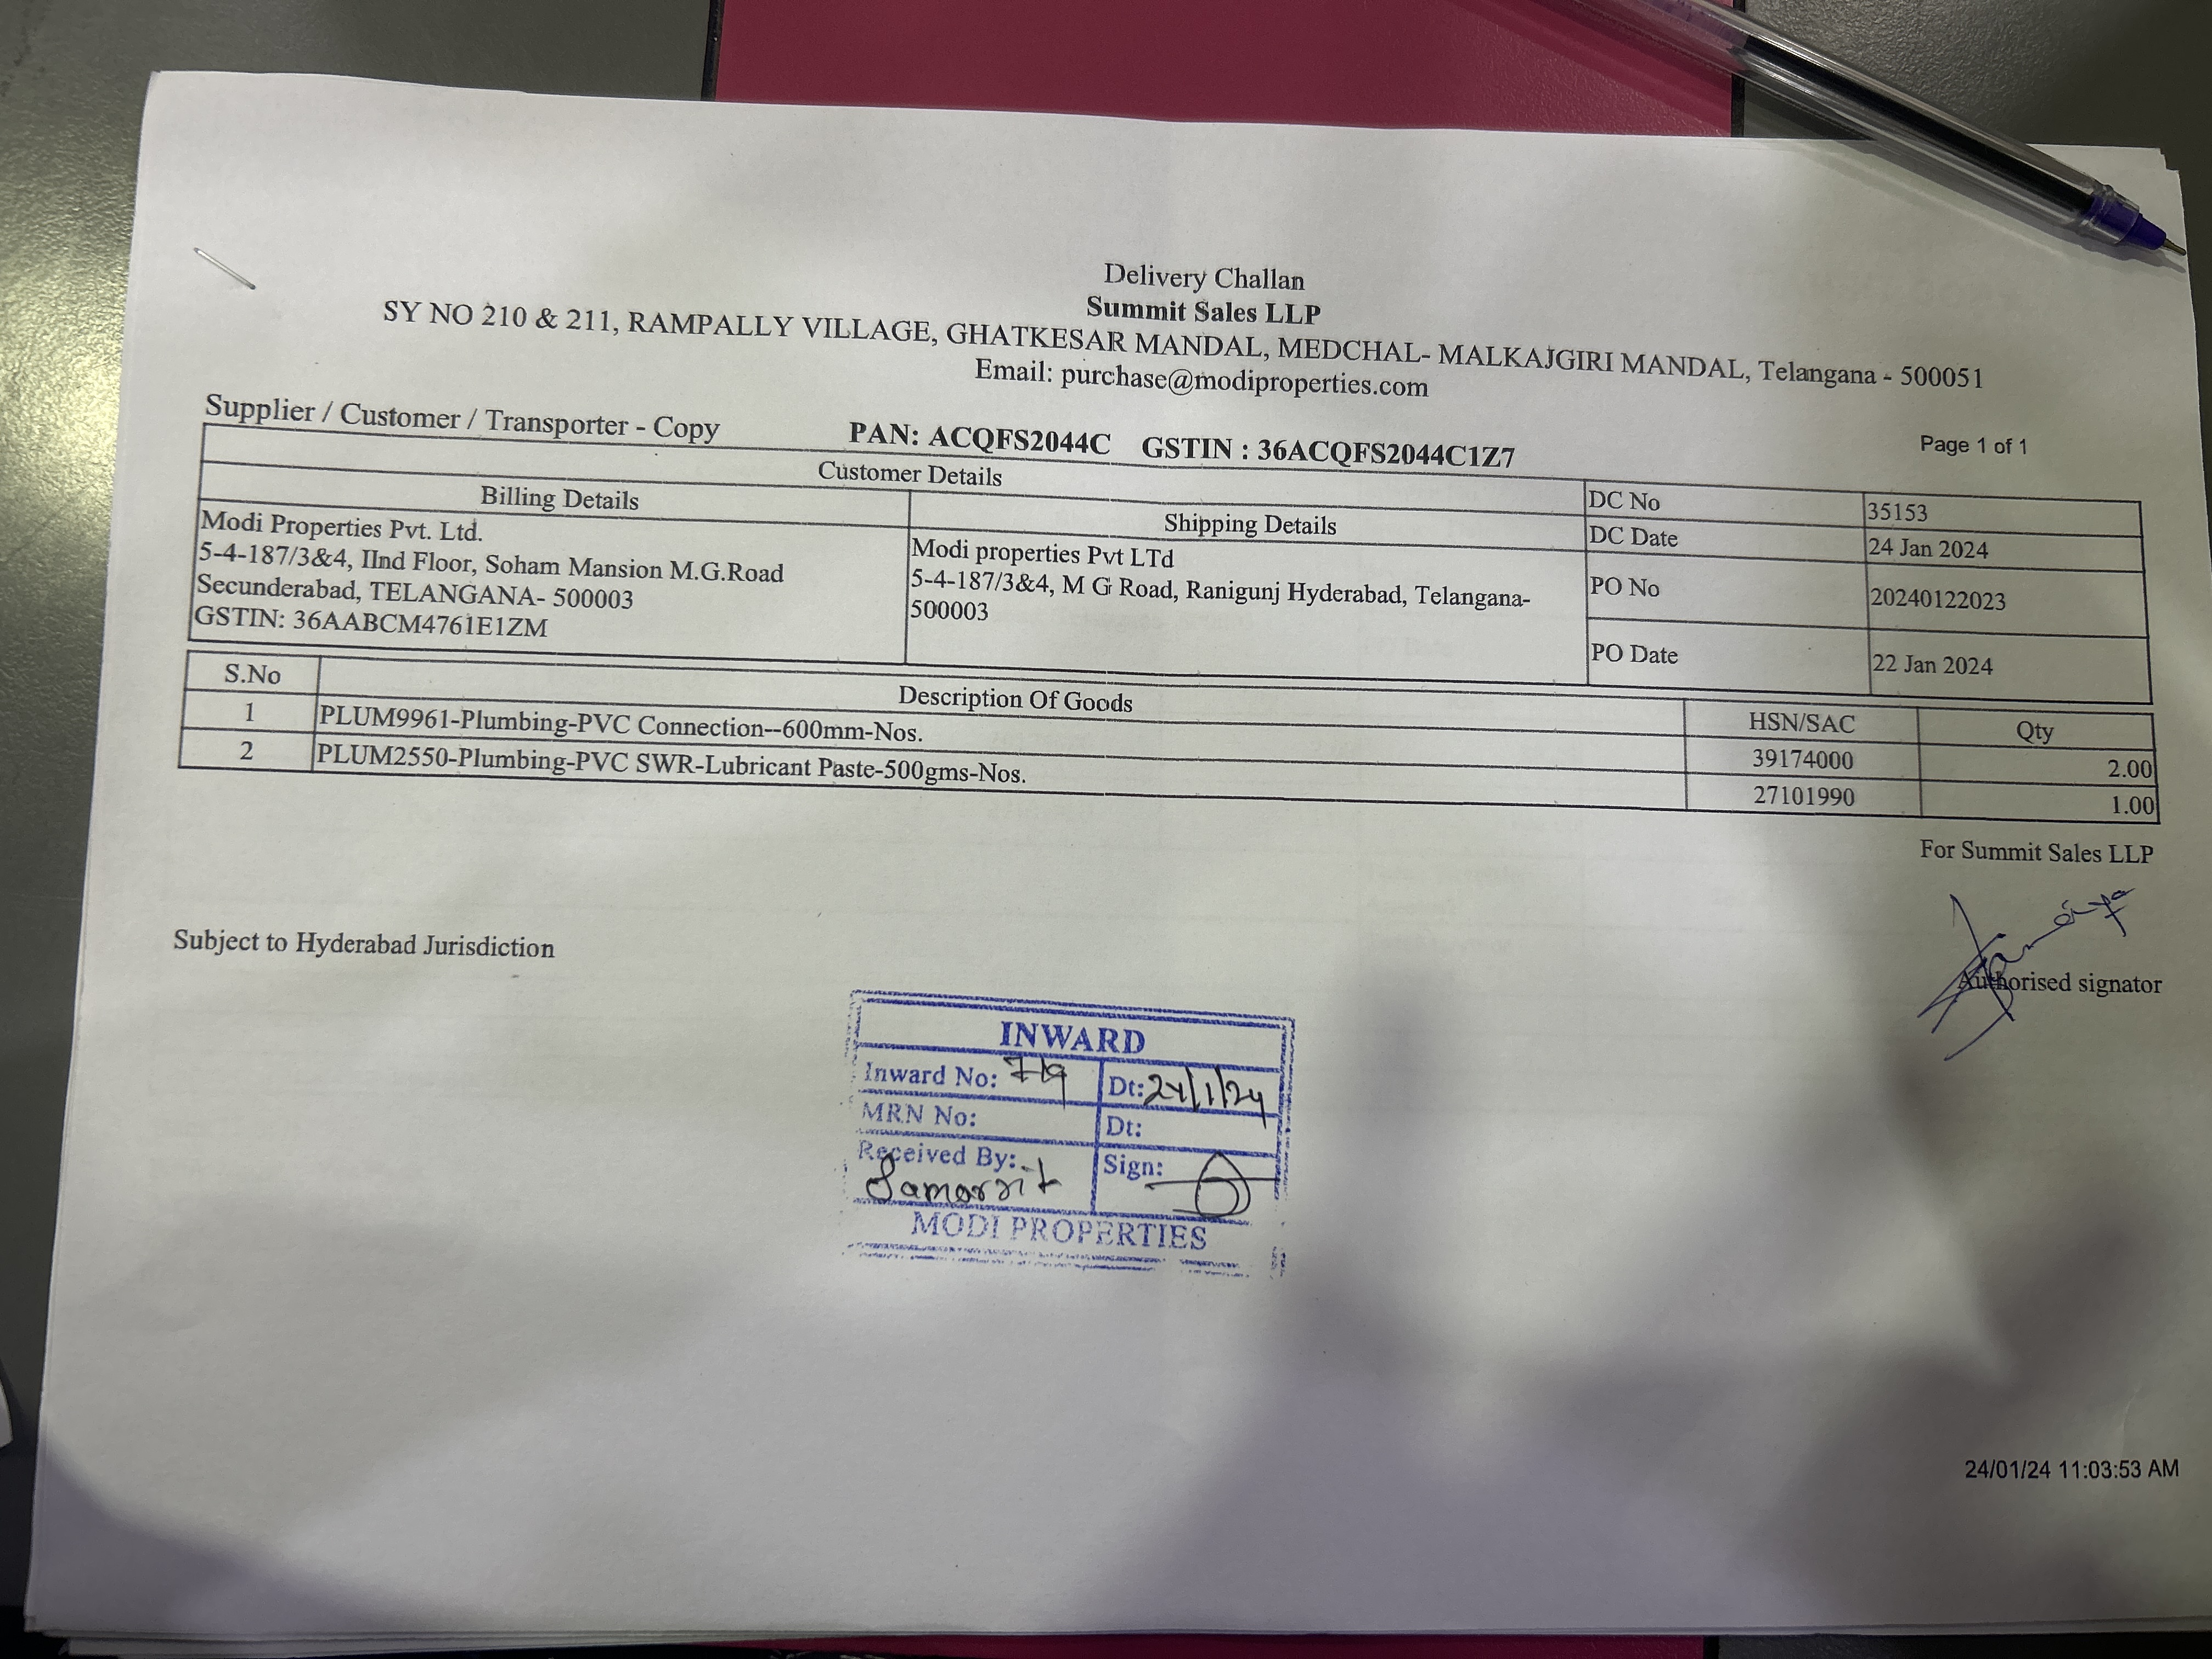 Delivery Challan
Summit Sales LLP
SY NO 210 & 211, RAMPALLY VILLAGE, GHATKESAR MANDAL, MEDCHAL- MALKAJGIRI MANDAL, Telangana - 500051
Email: purchase@modiproperties.com
Supplier / Customer / Transporter - Copy
PAN: ACQFS2044C GSTIN : 36ACQFS2044C1Z7
Page 1 of 1
Customer Details
Billing Details
Modi Properties Pvt. Ltd.
5-4-187/3&4, IInd Floor, Soham Mansion M.G.Road
Secunderabad, TELANGANA- 500003
GSTIN: 36AABCM4761E1ZM
Shipping Details
Modi properties Pvt LTd
5-4-187/3&4, M G Road, Ranigunj Hyderabad, Telangana-
500003
DC No 35153
DC Date 24 Jan 2024
PO No 20240122023
PO Date 22 Jan 2024
S.No Description Of Goods HSN/SAC Qty
1 PLUM9961-Plumbing-PVC Connection--600mm-Nos. 39174000 2.00
2 PLUM2550-Plumbing-PVC SWR-Lubricant Paste-500gms-Nos. 27101990 1.00
For Summit Sales LLP
Authorised signator
Subject to Hyderabad Jurisdiction
INWARD
Inward No: Dt: 24/1/24
MRN No: Dt:
Received By: Sign:
MODI PROPERTIES
24/01/24 11:03:53 AM